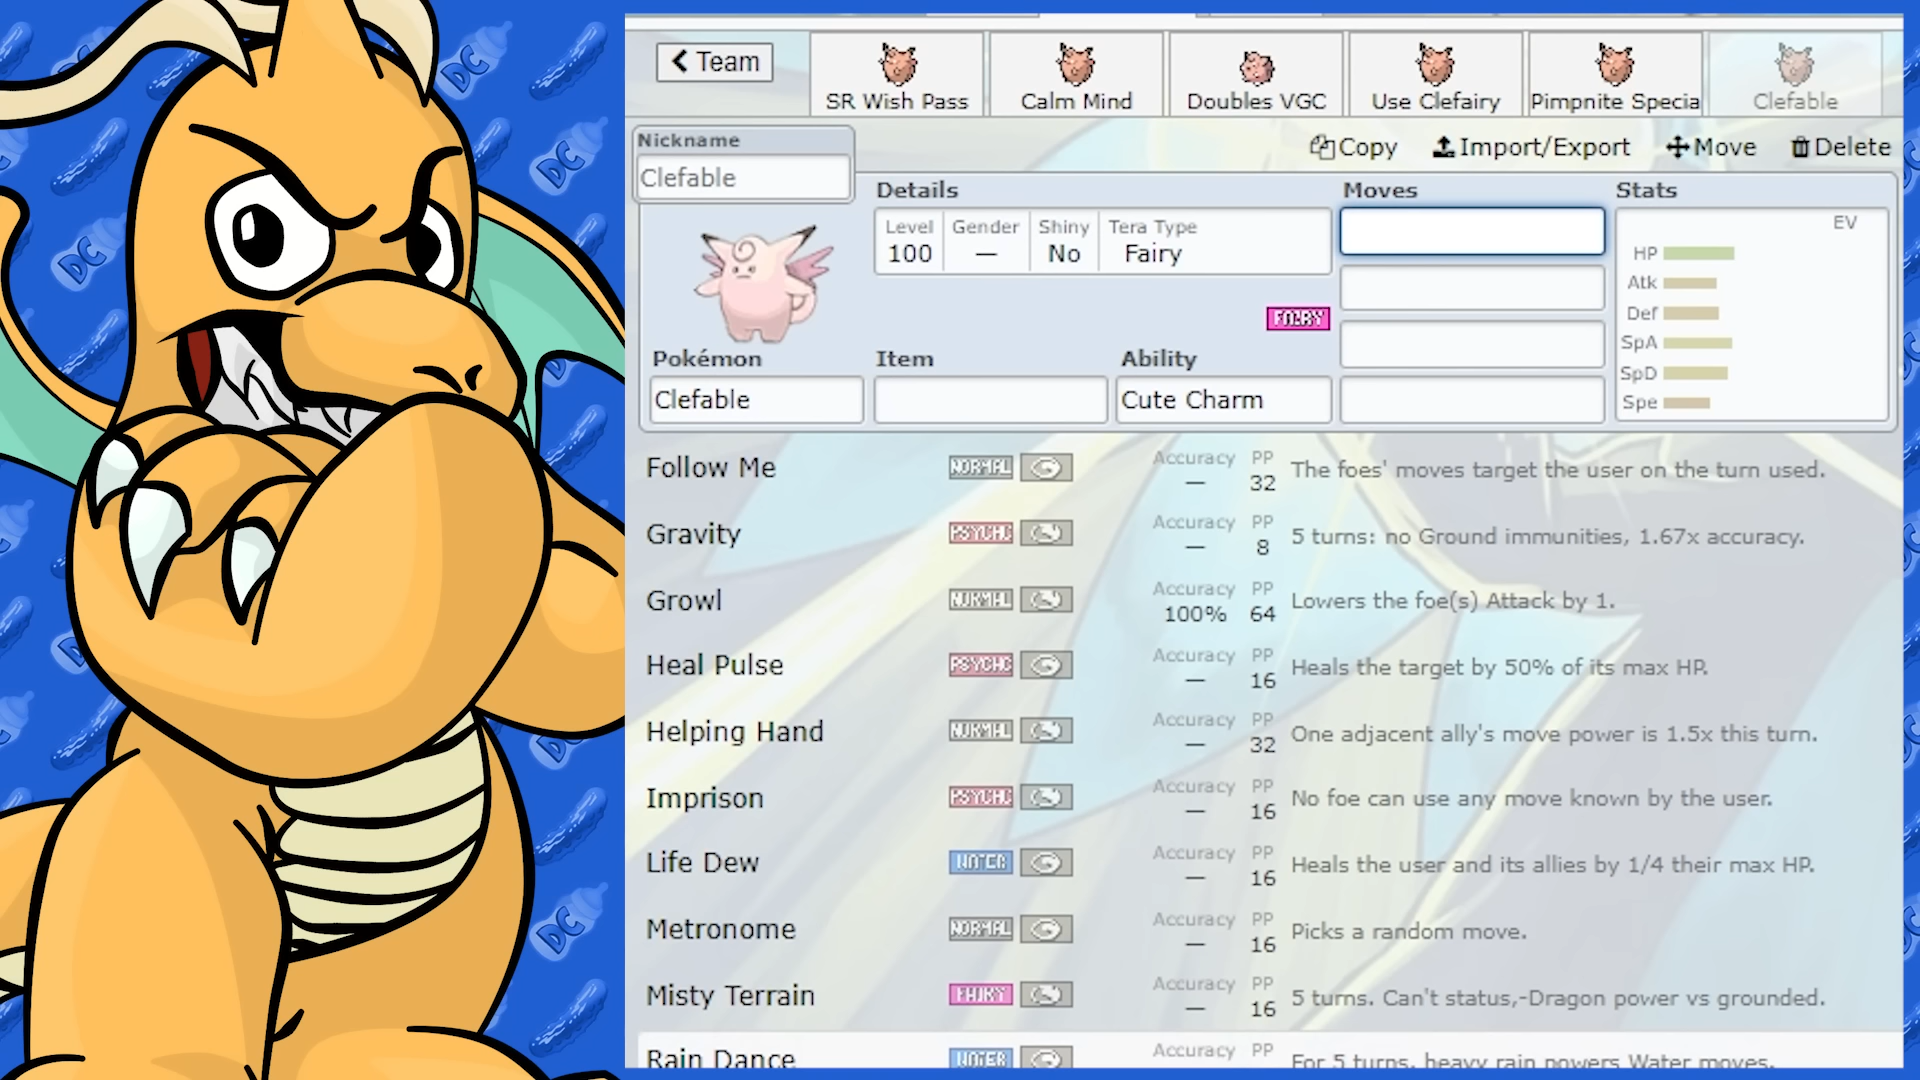 Team
SR Wish Pass
Calm Mind
Doubles VGC
Use Clefairy
Pimpnite Specia
Clefable
Copy
Import/Export
Move
Delete
Nickname
Clefable
Details
Level
100
Gender
—
Shiny
No
Tera Type
Fairy
Moves
Stats
EV
HP
Atk
Def
SpA
SpD
Spe
FAIRY
Pokémon
Clefable
Item
Ability
Cute Charm
Follow Me NORMAL Accuracy — PP 32 The foes' moves target the user on the turn used.
Gravity PSYCHC Accuracy — PP 8 5 turns: no Ground immunities, 1.67x accuracy.
Growl NORMAL Accuracy 100% PP 64 Lowers the foe(s) Attack by 1.
Heal Pulse PSYCHC Accuracy — PP 16 Heals the target by 50% of its max HP.
Helping Hand NORMAL Accuracy — PP 32 One adjacent ally's move power is 1.5x this turn.
Imprison PSYCHC Accuracy — PP 16 No foe can use any move known by the user.
Life Dew WATER Accuracy — PP 16 Heals the user and its allies by 1/4 their max HP.
Metronome NORMAL Accuracy — PP 16 Picks a random move.
Misty Terrain FAIRY Accuracy — PP 16 5 turns. Can't status,-Dragon power vs grounded.
Rain Dance WATER Accuracy PP For 5 turns, heavy rain powers Water moves.
DC
DC
DC
DC
DC